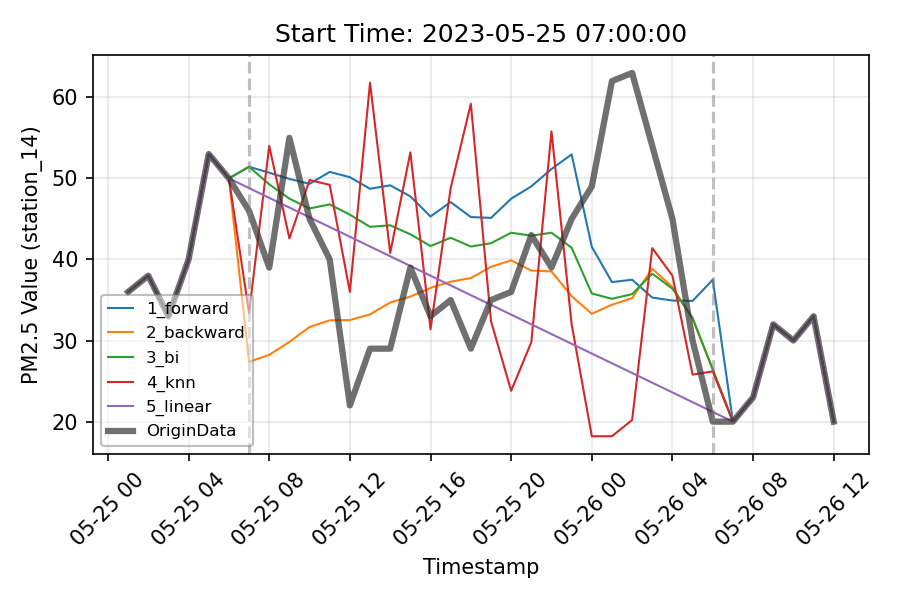 Start Time: 2023-05-25 07:00:00
PM2.5 Value (station_14)
60
50
40
30
20
1_forward
2_backward
3_bi
4_knn
5_linear
OriginData
05-25 00
05-25 04
05-25 08
05-25 12
05-25 16
05-25 20
05-26 00
05-26 04
05-26 08
05-26 12
Timestamp